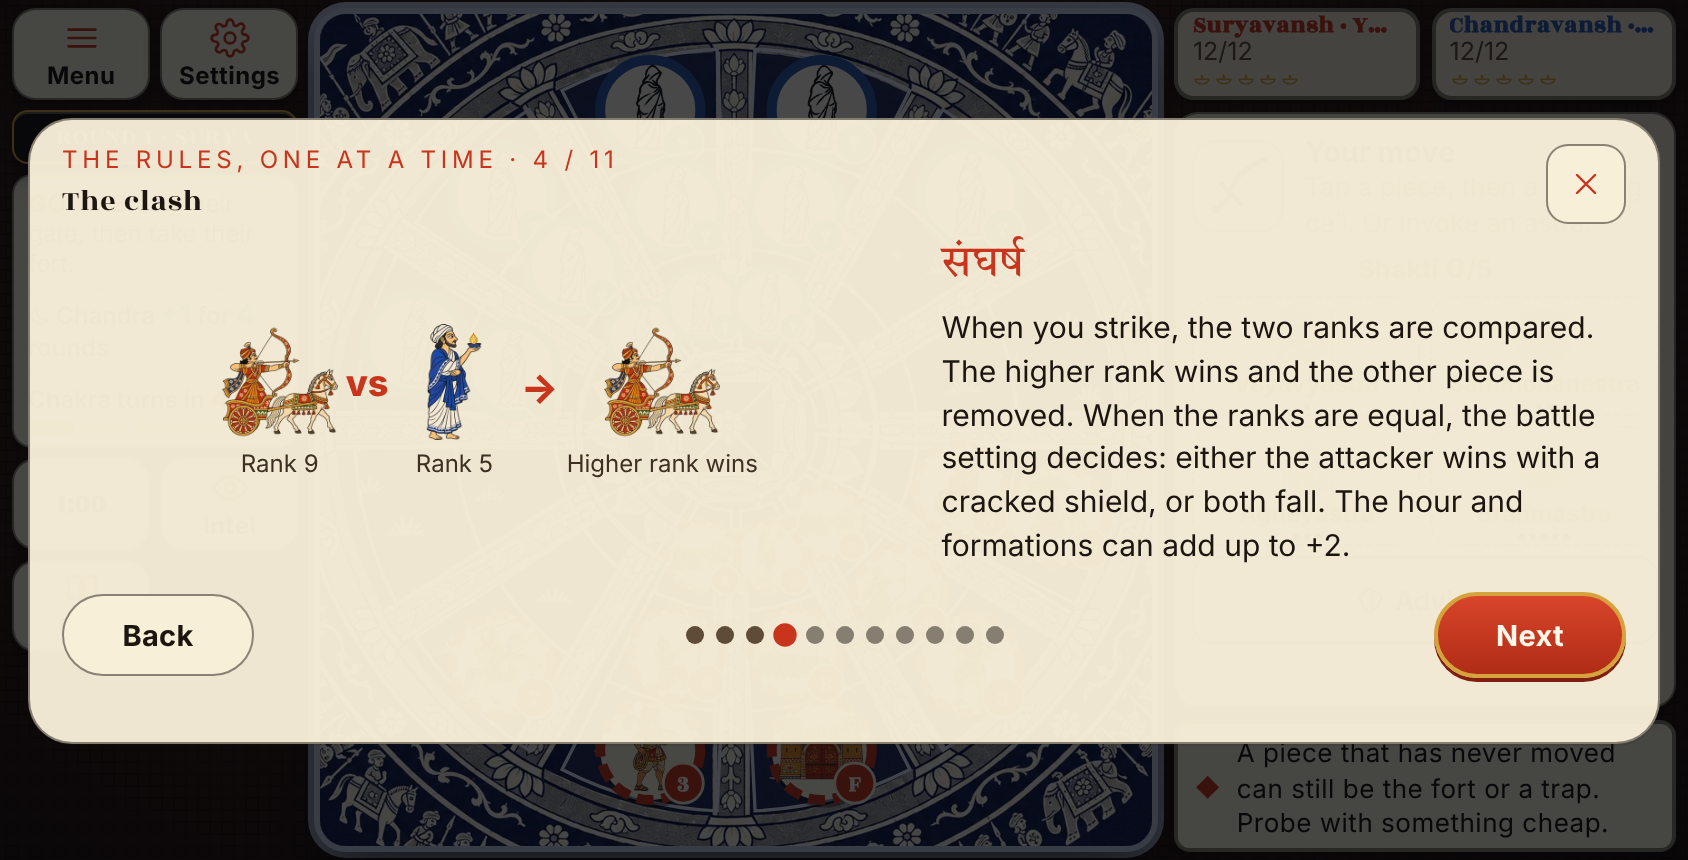 Menu
Settings
Suryavansh • Y...
12/12
Chandravansh •...
12/12
THE RULES, ONE AT A TIME · 4 / 11
The clash
Rank 9
vs
Rank 5
→
Higher rank wins
संघर्ष
When you strike, the two ranks are compared.
The higher rank wins and the other piece is
removed. When the ranks are equal, the battle
setting decides: either the attacker wins with a
cracked shield, or both fall. The hour and
formations can add up to +2.
Back
Next
3
F
A piece that has never moved
can still be the fort or a trap.
Probe with something cheap.